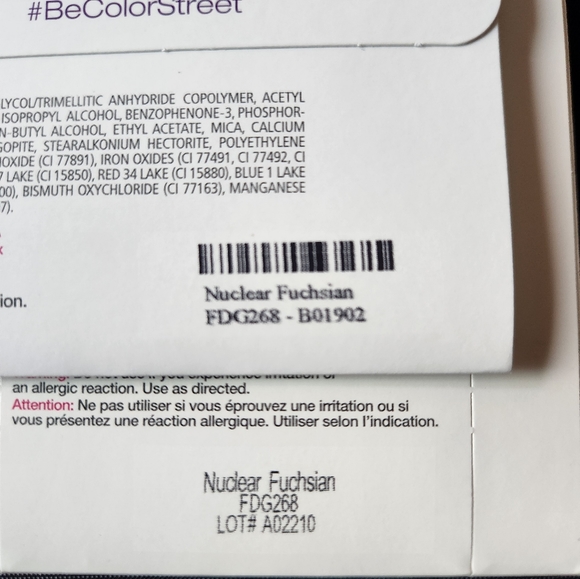 #BeColorStreet
LYCOL/TRIMELLITIC ANHYDRIDE COPOLYMER, ACETYL
ISOPROPYL ALCOHOL, BENZOPHENONE-3, PHOSPHOR-
N-BUTYL ALCOHOL, ETHYL ACETATE, MICA, CALCIUM
GOPITE, STEARALKONIUM HECTORITE, POLYETHYLENE
IOXIDE (CI 77891), IRON OXIDES (CI 77491, CI 77492, CI
7 LAKE (CI 15850), RED 34 LAKE (CI 15880), BLUE 1 LAKE
00), BISMUTH OXYCHLORIDE (CI 77163), MANGANESE
7).
ion.
Nuclear Fuchsian
FDG268 - B01902
an allergic reaction. Use as directed.
Attention: Ne pas utiliser si vous éprouvez une irritation ou si
vous présentez une réaction allergique. Utiliser selon l'indication.
Nuclear Fuchsian
FDG268
LOT# A02210